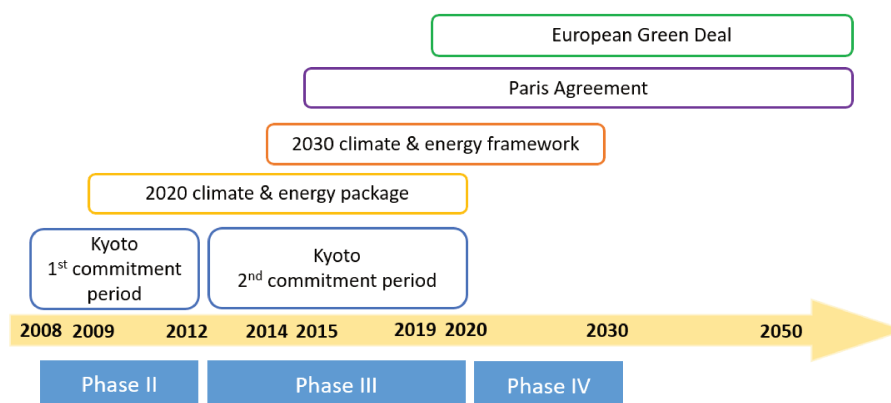 European Green Deal
Paris Agreement
2030 climate & energy framework
2020 climate & energy package
Kyoto
1st commitment
period
Kyoto
2nd commitment period
2008 2009 2012 2014 2015 2019 2020 2030 2050
Phase II Phase III Phase IV